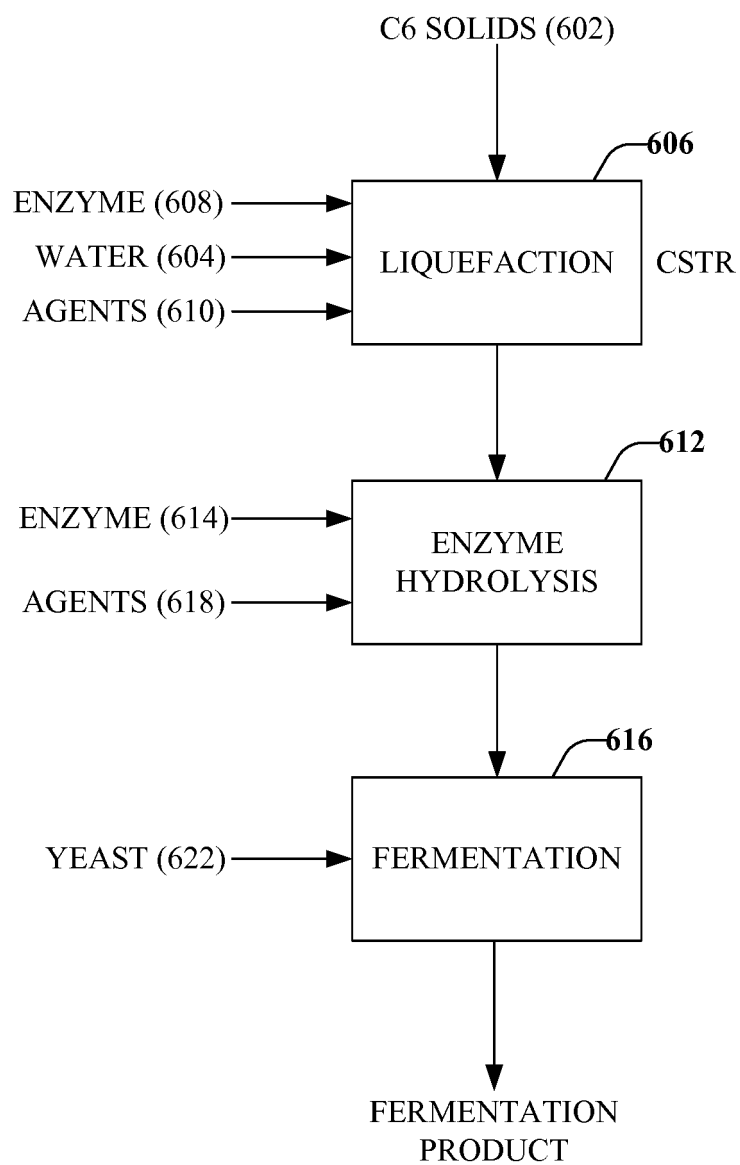 C6 SOLIDS (602)
606
ENZYME (608)
WATER (604)
LIQUEFACTION
CSTR
AGENTS (610)
612
ENZYME (614)
ENZYME
HYDROLYSIS
AGENTS (618)
616
YEAST (622)
FERMENTATION
FERMENTATION
PRODUCT